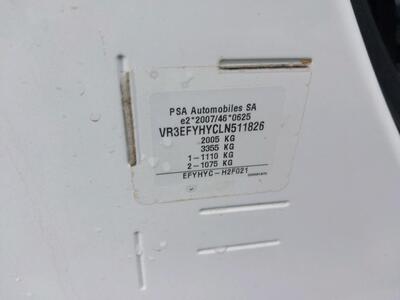 PSA Automobiles SA
e2*2007/46*0625
VR3EFYHYCLN511826
2005 KG
3355 KG
1-1110 KG
2-1075 KG
EFYHYC-H2F021